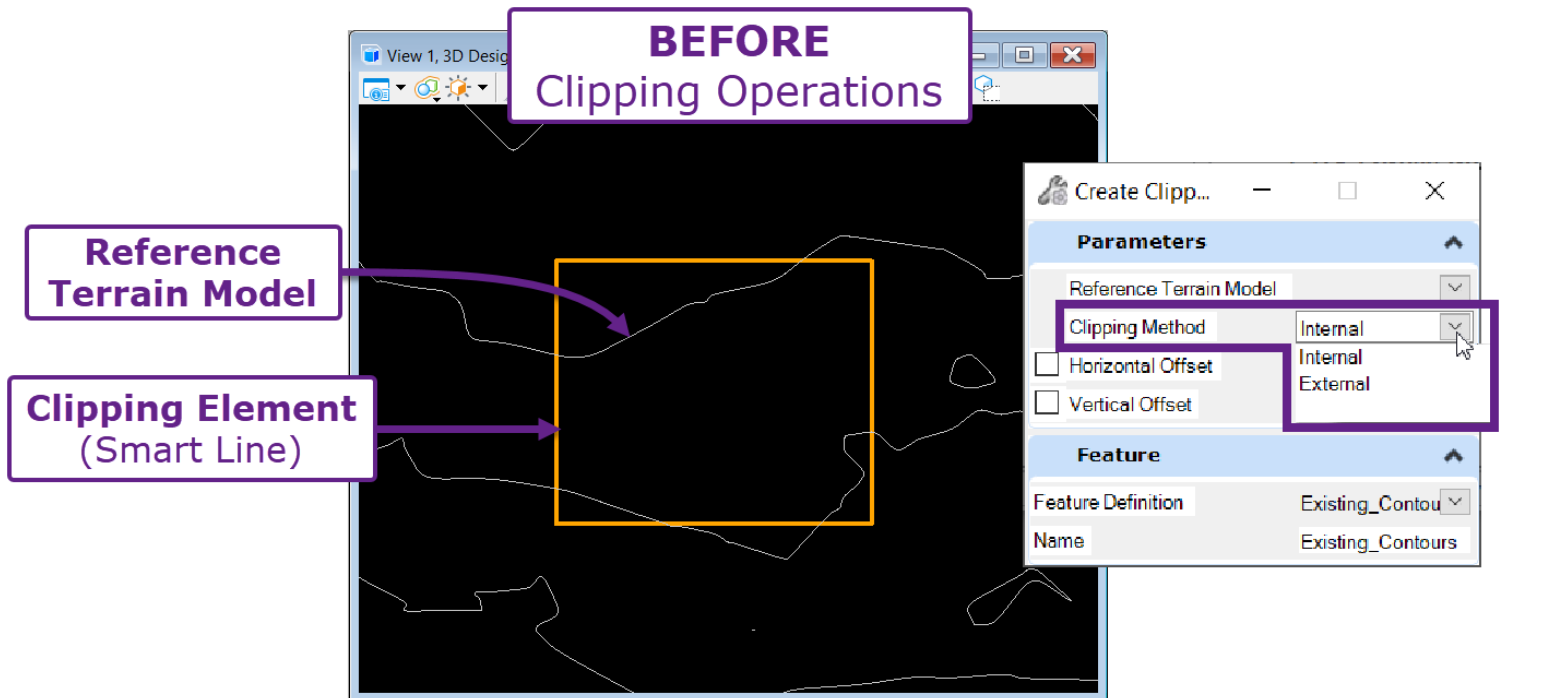 BEFORE
Clipping Operations
View 1, 3D Desig
Reference
Terrain Model
Clipping Element
(Smart Line)
Create Clipp...
Parameters
Reference Terrain Model
Clipping Method Internal
Internal
External
Horizontal Offset
Vertical Offset
Feature
Feature Definition Existing_Contou
Name Existing_Contours